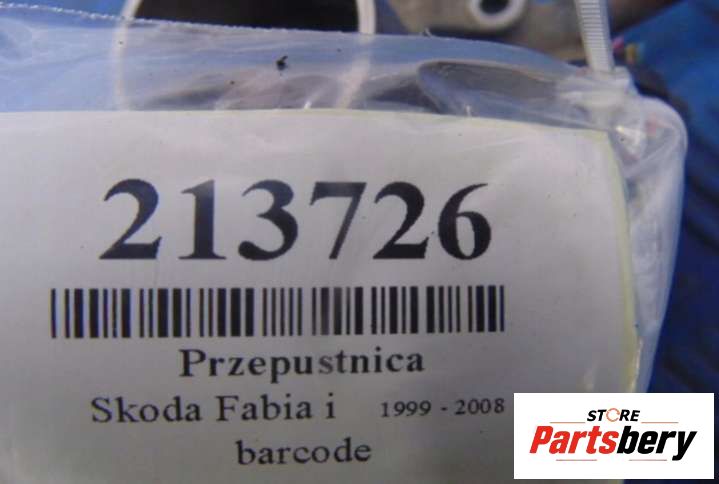 213726
Przepustnica
Skoda Fabia i 1999 - 2008
barcode
STORE
Partsbery